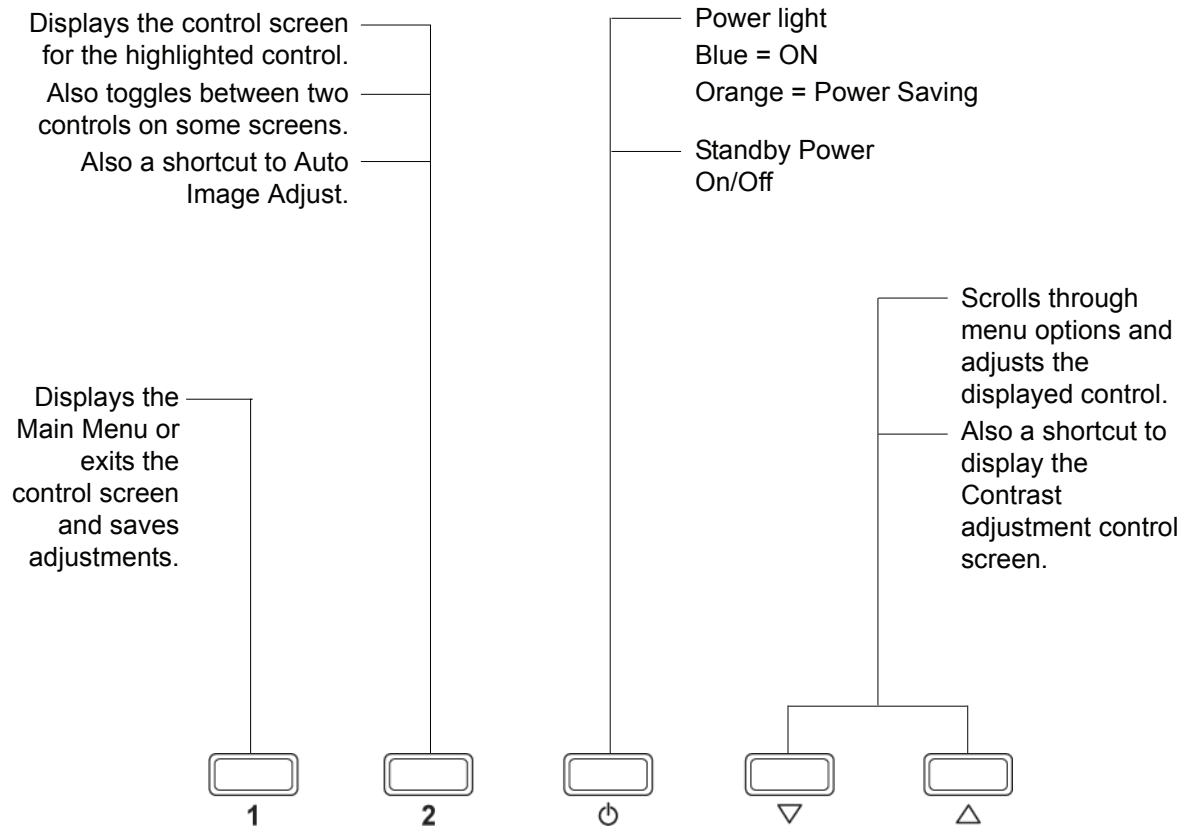 Displays the control screen
for the highlighted control.
Also toggles between two
controls on some screens.
Also a shortcut to Auto
Image Adjust.
Power light
Blue = ON
Orange = Power Saving
Standby Power
On/Off
Displays the
Main Menu or
exits the
control screen
and saves
adjustments.
Scrolls through
menu options and
adjusts the
displayed control.
Also a shortcut to
display the
Contrast
adjustment control
screen.
1 2